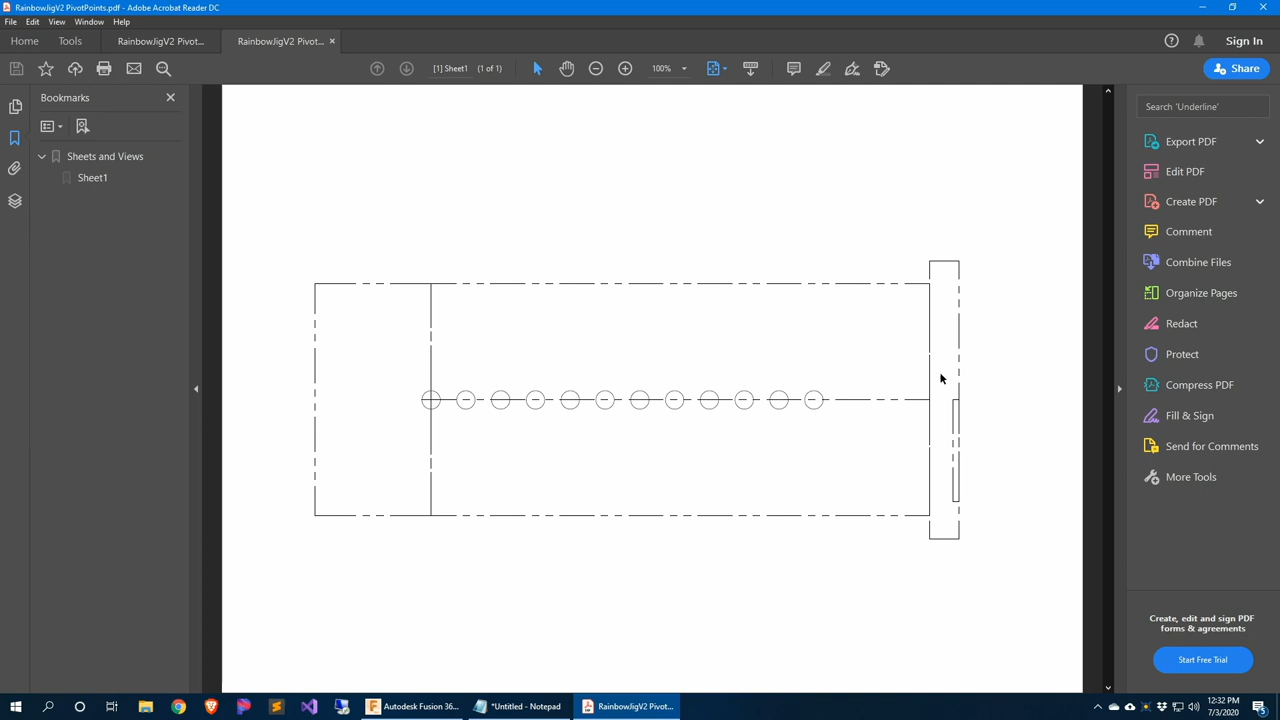 RainbowJigV2 PivotPoints.pdf - Adobe Acrobat Reader DC
File Edit View Window Help
Home Tools RainbowJigV2 Pivot... RainbowJigV2 Pivot... ×
Sign In
[1] Sheet1 (1 of 1) 100%
Share
Bookmarks
Sheets and Views
Sheet1
Search 'Underline'
Export PDF
Edit PDF
Create PDF
Comment
Combine Files
Organize Pages
Redact
Protect
Compress PDF
Fill & Sign
Send for Comments
More Tools
Create, edit and sign PDF
forms & agreements
Start Free Trial
Autodesk Fusion 36...
*Untitled - Notepad
RainbowJigV2 Pivot...
12:32 PM
7/3/2020
5